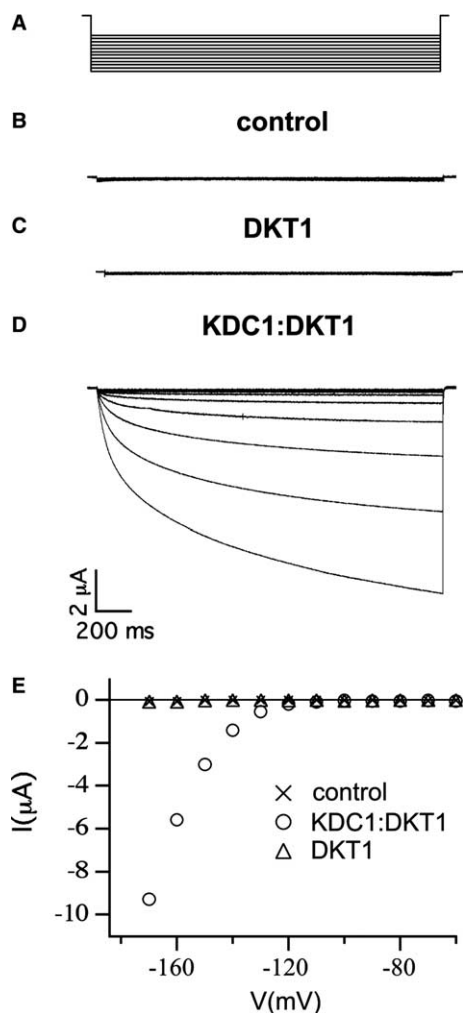 A
B
control
C
DKT1
D
KDC1:DKT1
2 μA
200 ms
E
0
-2
-4
-6
-8
-10
I(μA)
× control
○ KDC1:DKT1
△ DKT1
-160 -120 -80
V(mV)